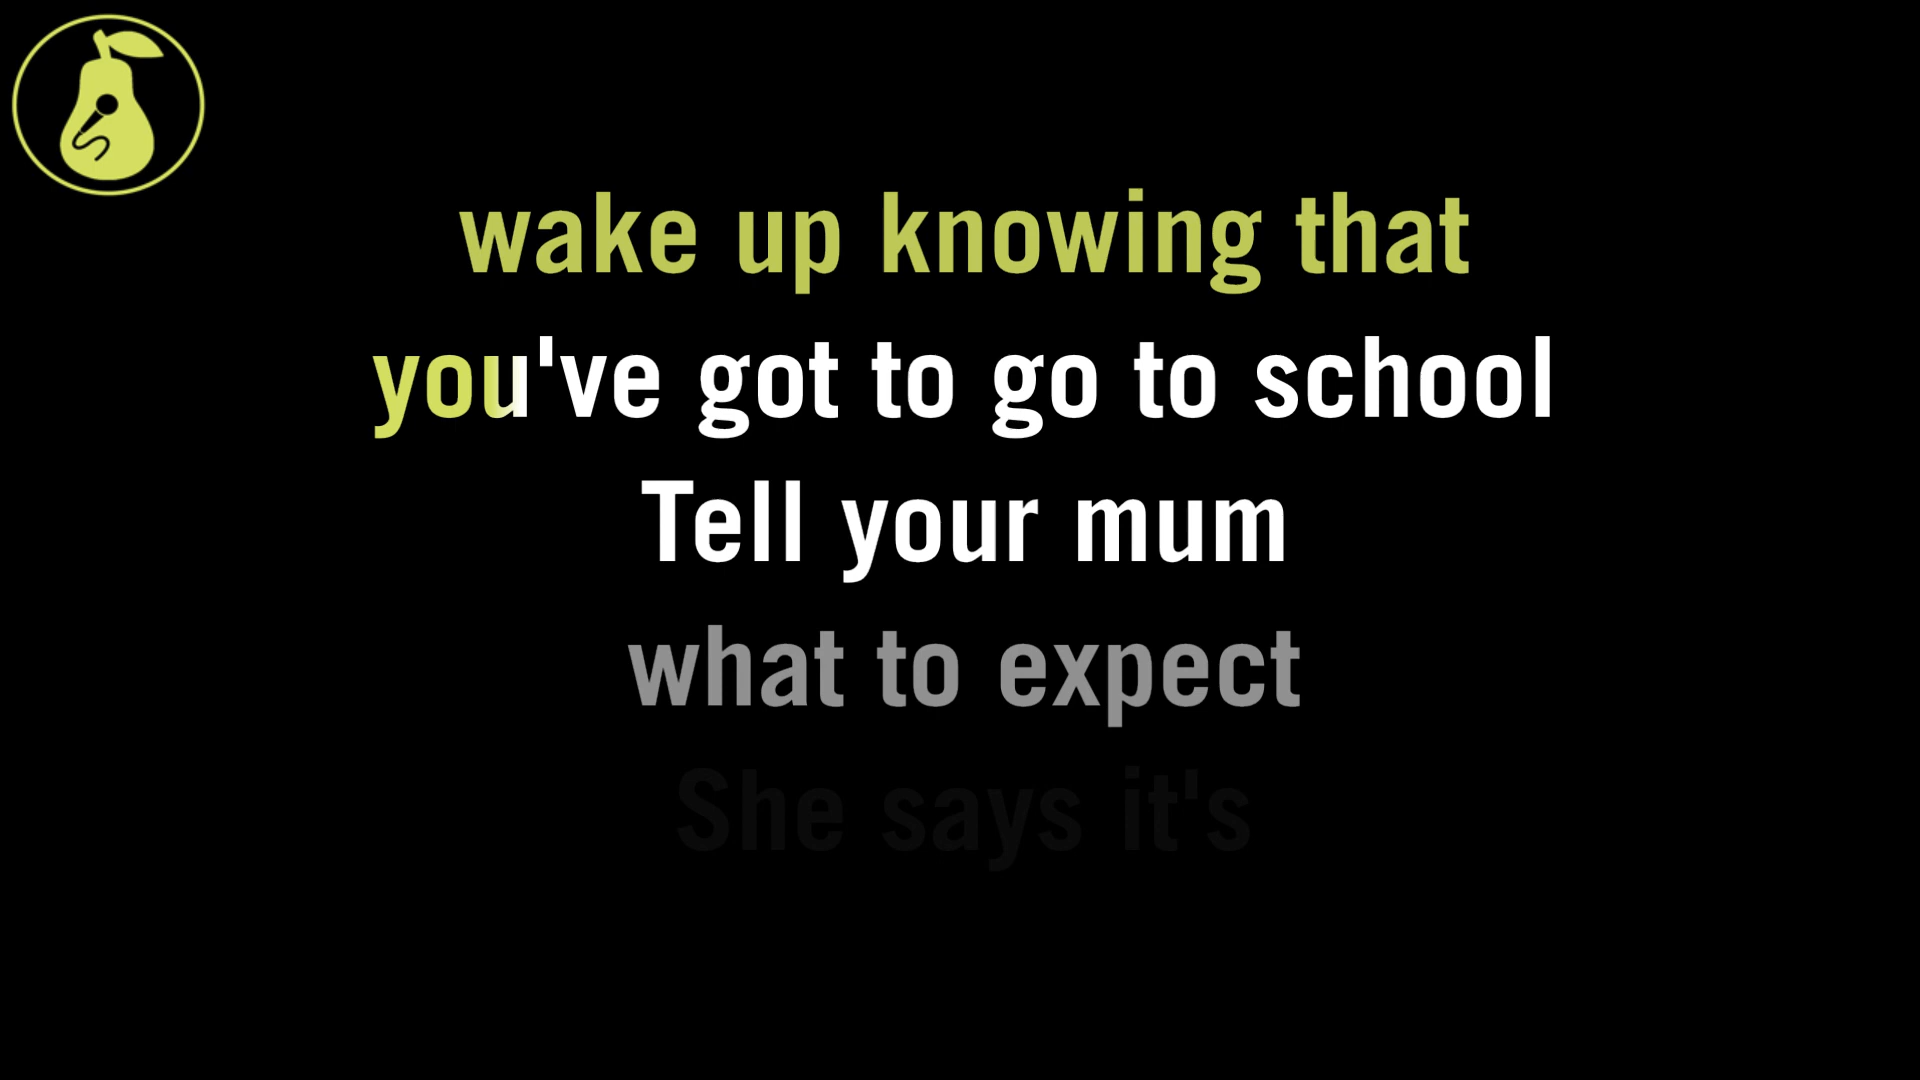 wake up knowing that
you've got to go to school
Tell your mum
what to expect
She says it's